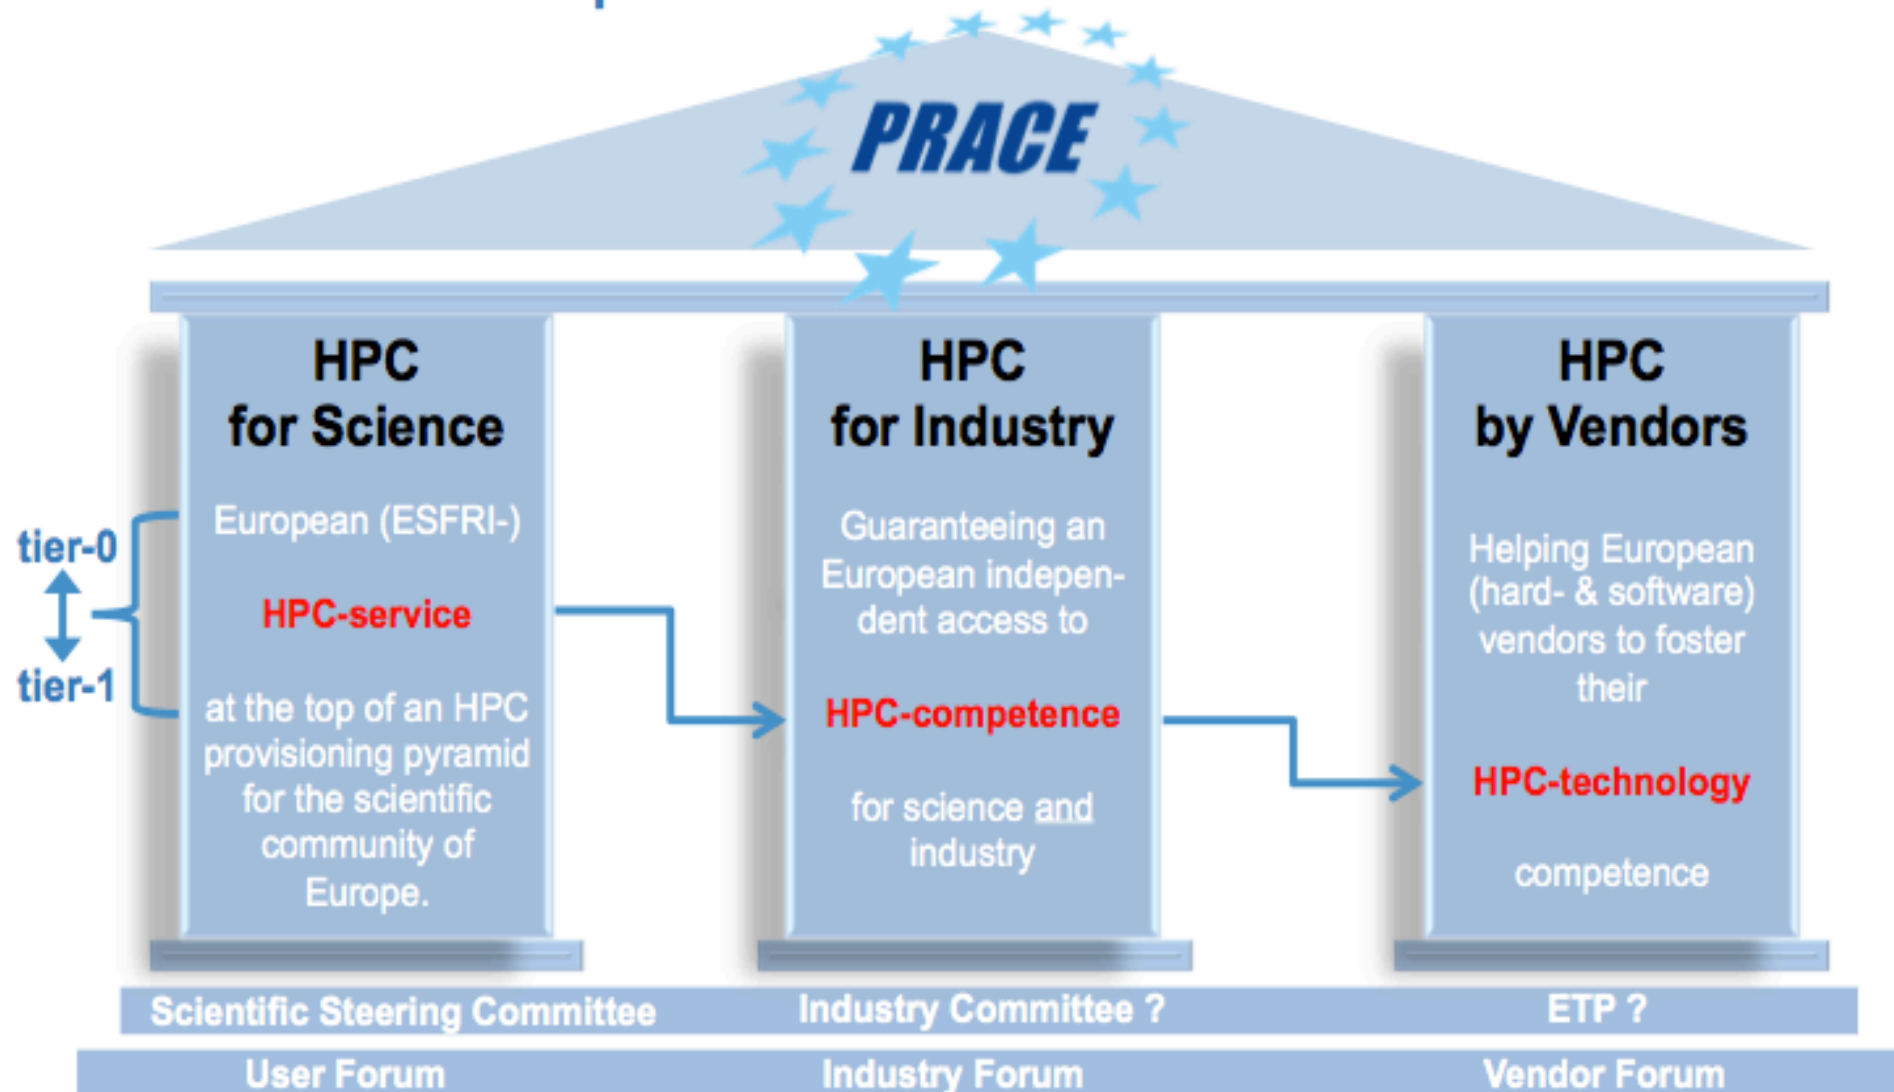 PRACE
HPC
for Science
European (ESFRI-)
HPC-service
at the top of an HPC
provisioning pyramid
for the scientific
community of
Europe.
tier-0
tier-1
HPC
for Industry
Guaranteeing an
European indepen-
dent access to
HPC-competence
for science and
industry
HPC
by Vendors
Helping European
(hard- & software)
vendors to foster
their
HPC-technology
competence
Scientific Steering Committee
Industry Committee ?
ETP ?
User Forum
Industry Forum
Vendor Forum